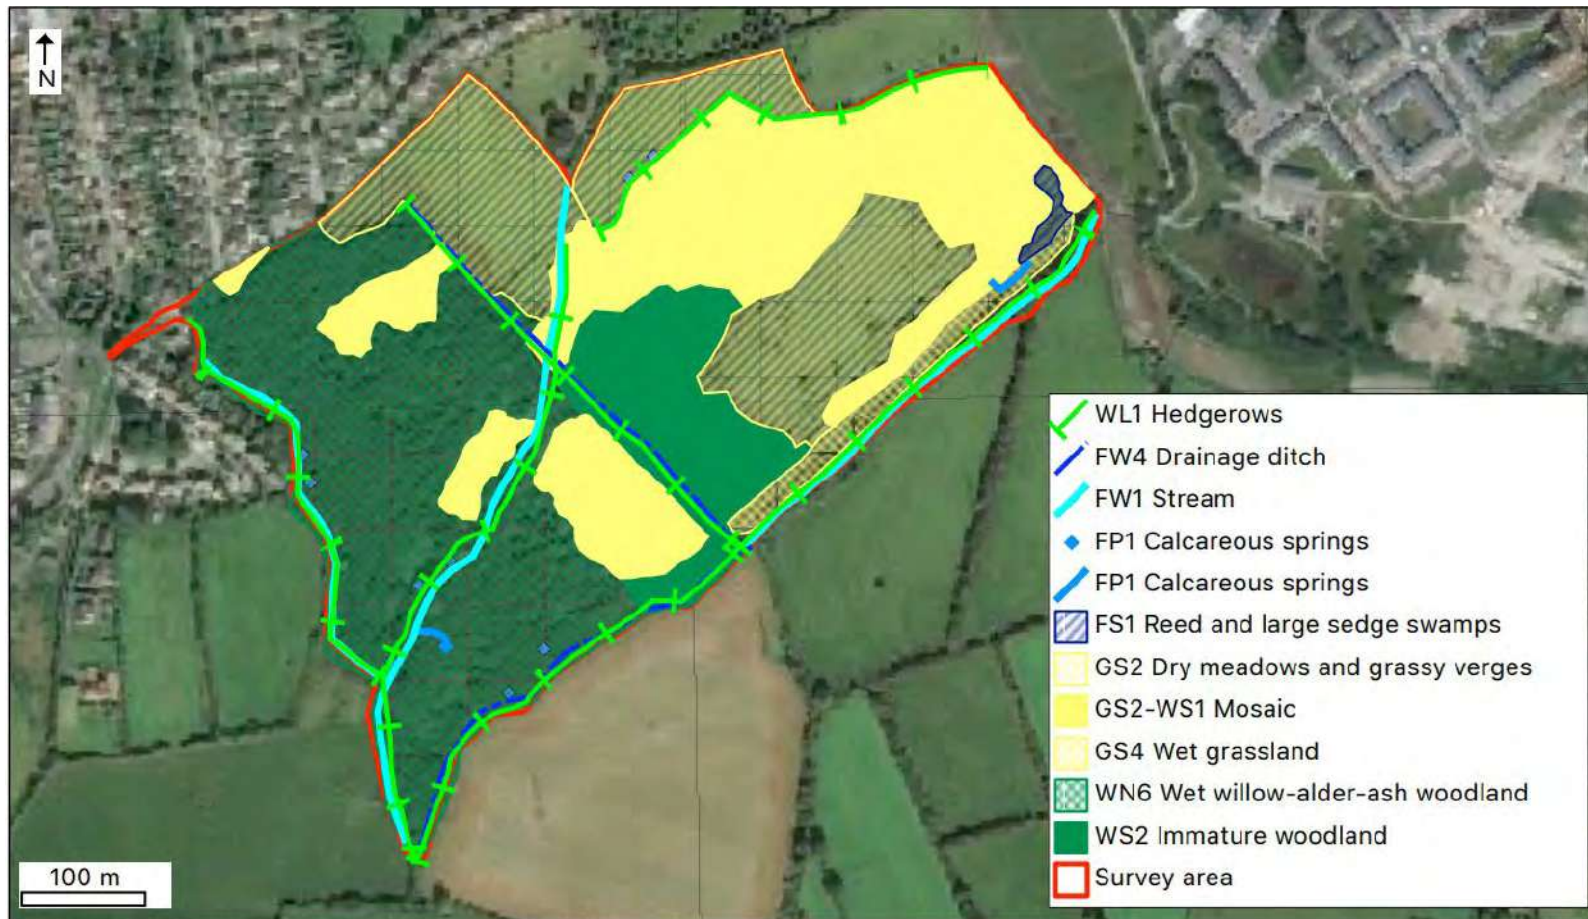 N
WL1 Hedgerows
FW4 Drainage ditch
FW1 Stream
FP1 Calcareous springs
FP1 Calcareous springs
FS1 Reed and large sedge swamps
GS2 Dry meadows and grassy verges
GS2-WS1 Mosaic
GS4 Wet grassland
WN6 Wet willow-alder-ash woodland
WS2 Immature woodland
Survey area
100 m